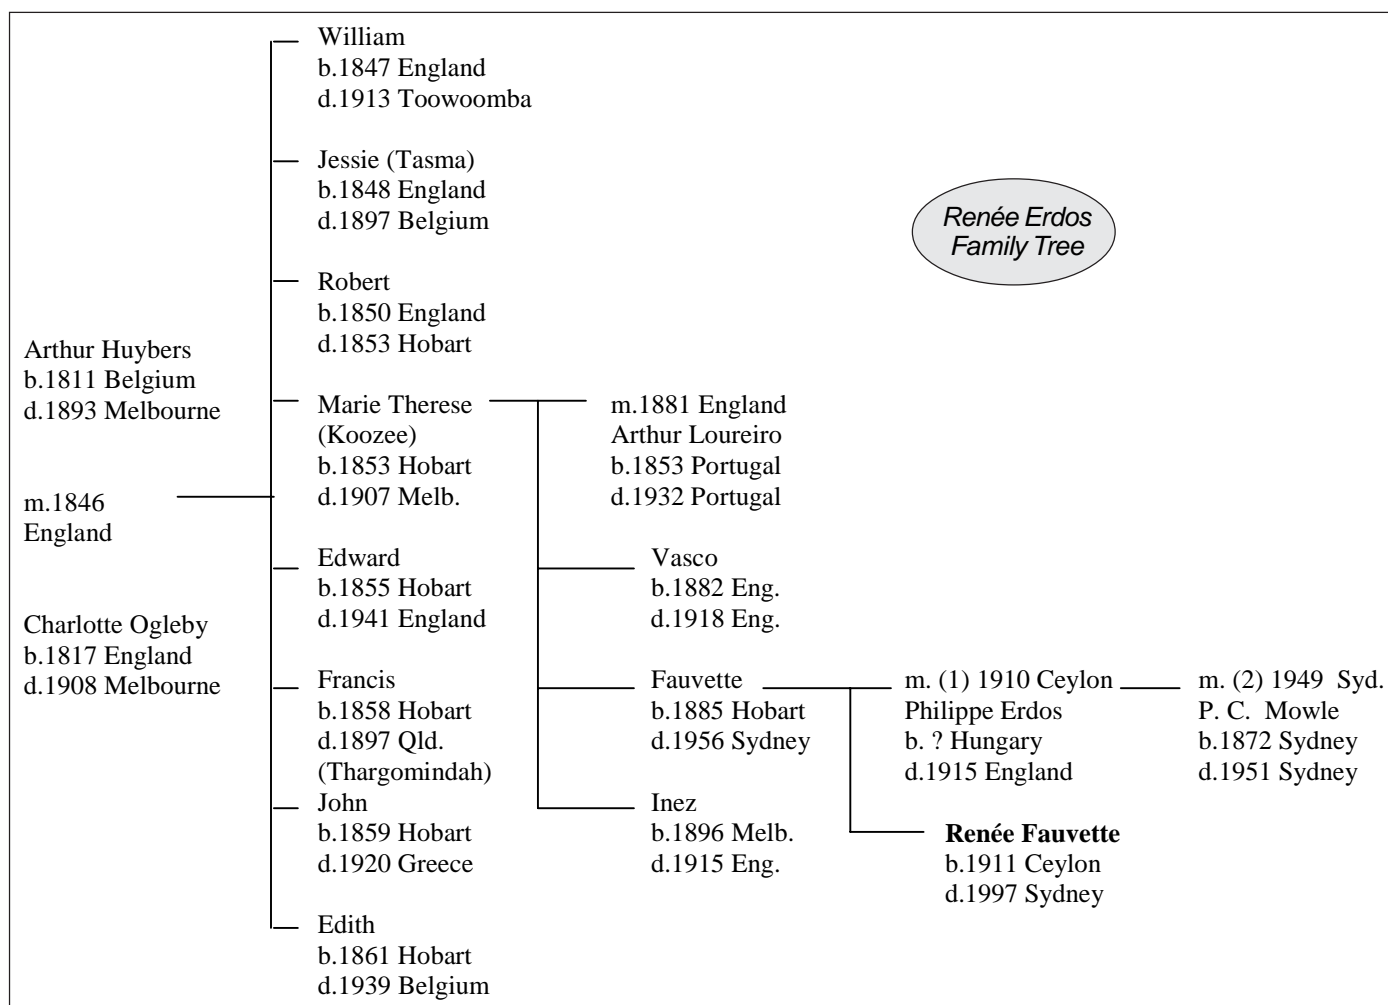 William
b.1847 England
d.1913 Toowoomba
Jessie (Tasma)
b.1848 England
d.1897 Belgium
Renée Erdos
Family Tree
Robert
b.1850 England
d.1853 Hobart
Arthur Huybers
b.1811 Belgium
d.1893 Melbourne
Marie Therese
(Koozee)
b.1853 Hobart
d.1907 Melb.
m.1881 England
Arthur Loureiro
b.1853 Portugal
d.1932 Portugal
m.1846
England
Edward
b.1855 Hobart
d.1941 England
Vasco
b.1882 Eng.
d.1918 Eng.
Charlotte Ogleby
b.1817 England
d.1908 Melbourne
Francis
b.1858 Hobart
d.1897 Qld.
(Thargomindah)
Fauvette
b.1885 Hobart
d.1956 Sydney
m. (1) 1910 Ceylon
Philippe Erdos
b. ? Hungary
d.1915 England
m. (2) 1949 Syd.
P. C. Mowle
b.1872 Sydney
d.1951 Sydney
John
b.1859 Hobart
d.1920 Greece
Inez
b.1896 Melb.
d.1915 Eng.
Renée Fauvette
b.1911 Ceylon
d.1997 Sydney
Edith
b.1861 Hobart
d.1939 Belgium